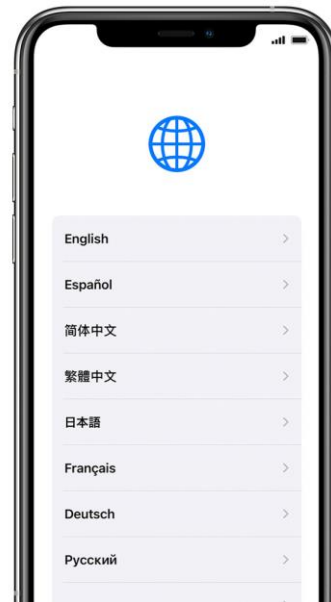 English
Español
简体中文
繁體中文
日本語
Français
Deutsch
Русский